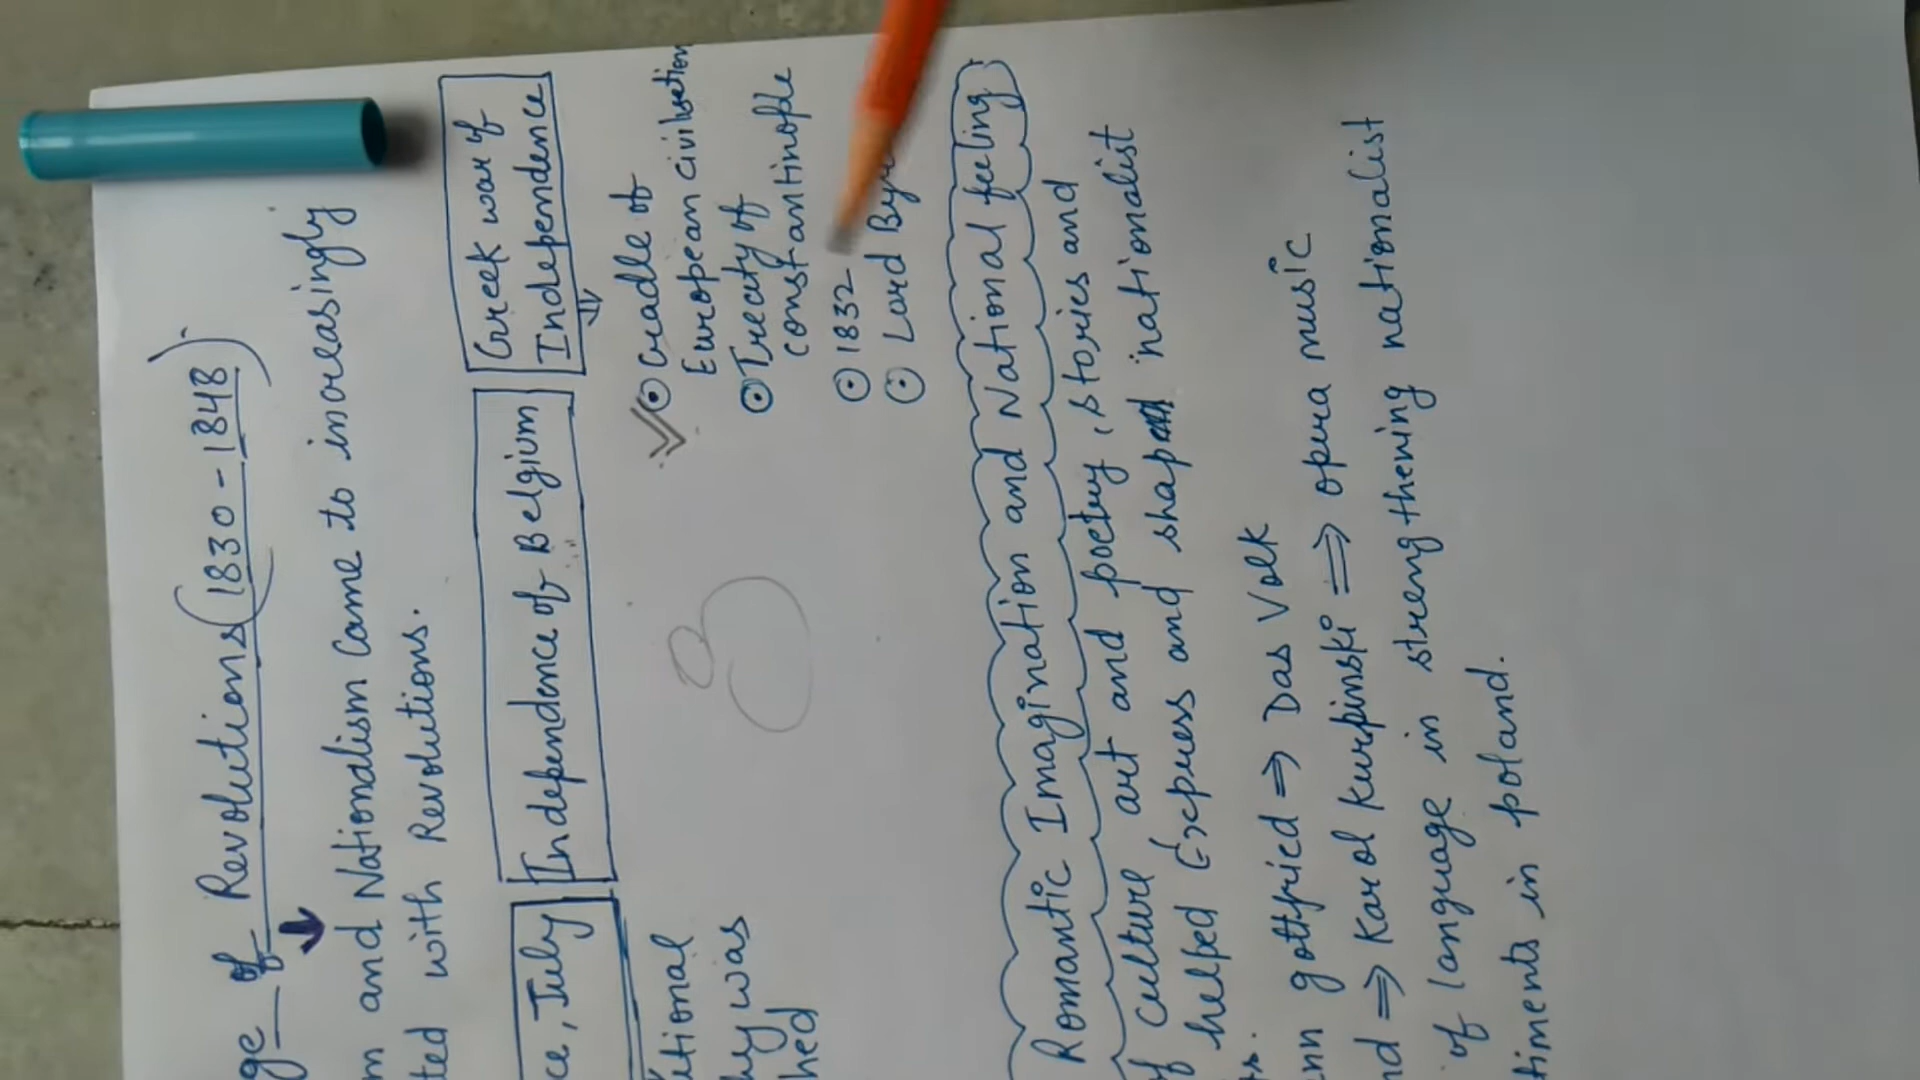 ge of Revolutions (1830-1848)
m and Nationalism Came to increasingly
ted with Revolutions.
ce, July
utional
hy was
hed
Independence of Belgium
Greek war of
Independence
Cradle of
European civilisation
Treaty of
constantinople
1832
Lord
Romantic Imagination and National feeling
of culture art and poetry, stories and
helped Express and shaped nationalist
ts.
nn gottfried ⇒ Das Volk
nd ⇒ Karol kurpinski ⇒ opera music
of language in strengthening nationalist
timents in poland.